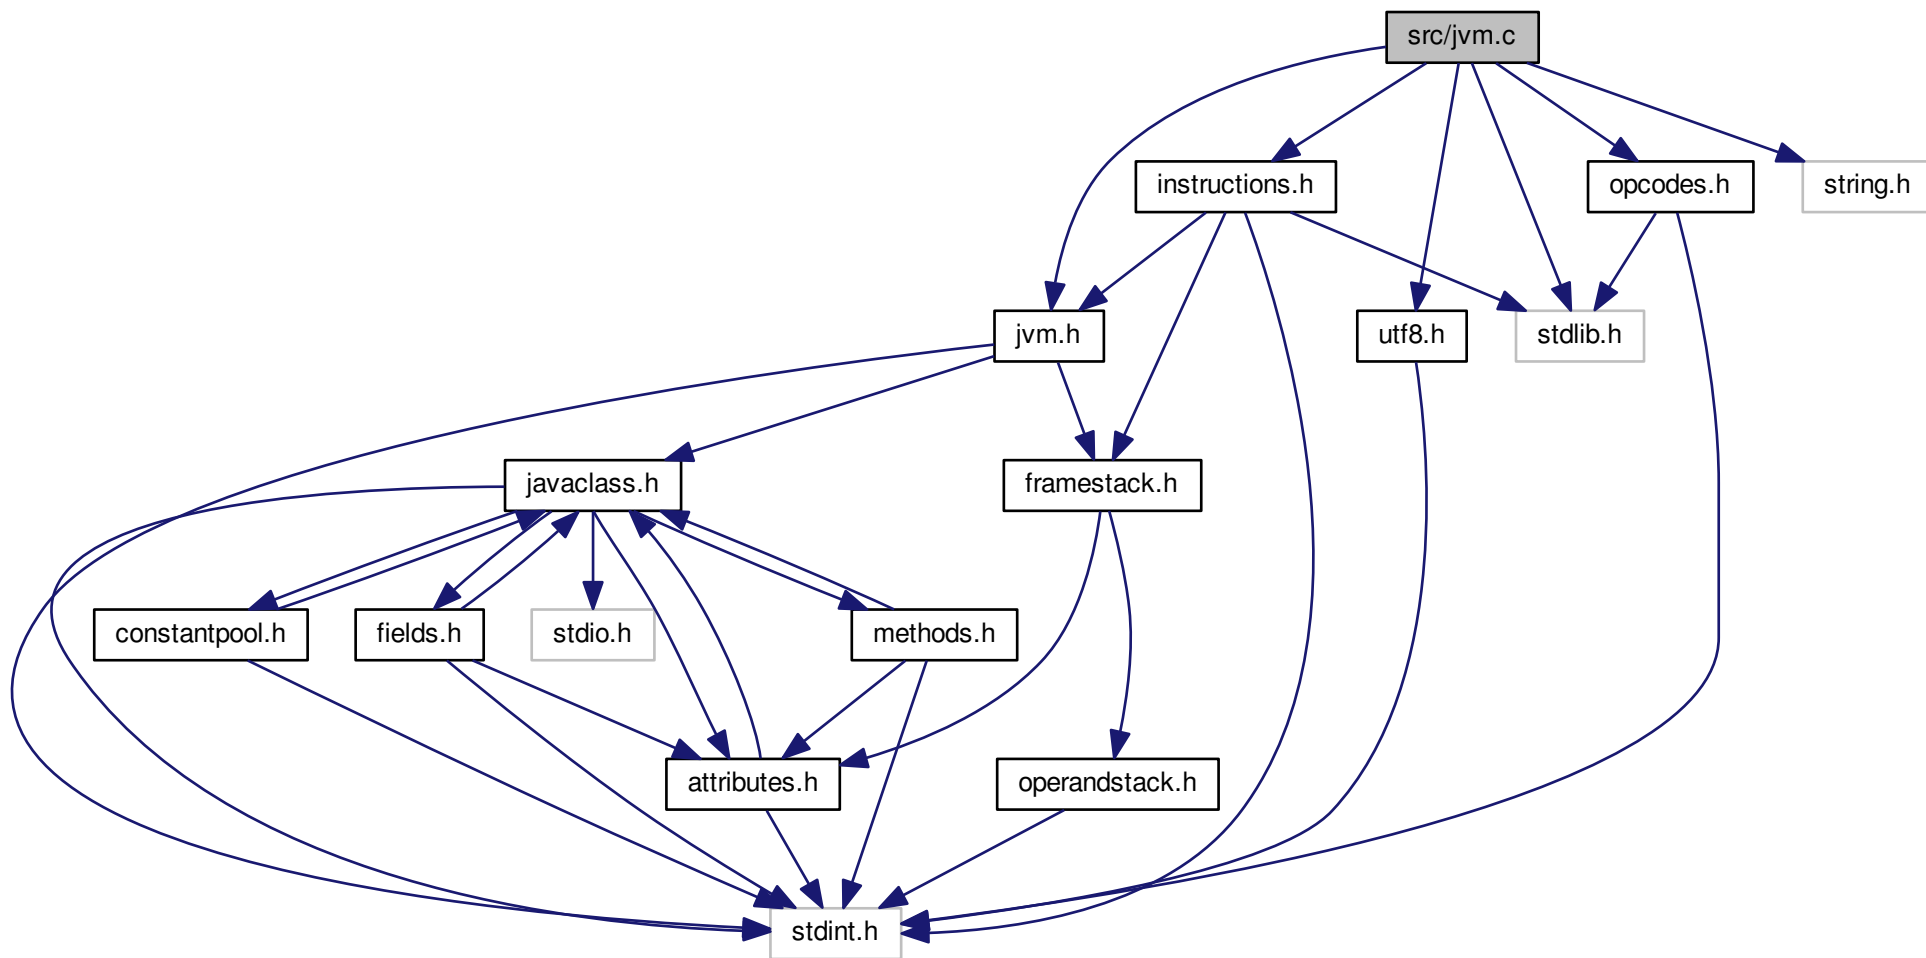 src/jvm.c
instructions.h
opcodes.h
string.h
jvm.h
utf8.h
stdlib.h
javaclass.h
framestack.h
constantpool.h
fields.h
stdio.h
methods.h
attributes.h
operandstack.h
stdint.h